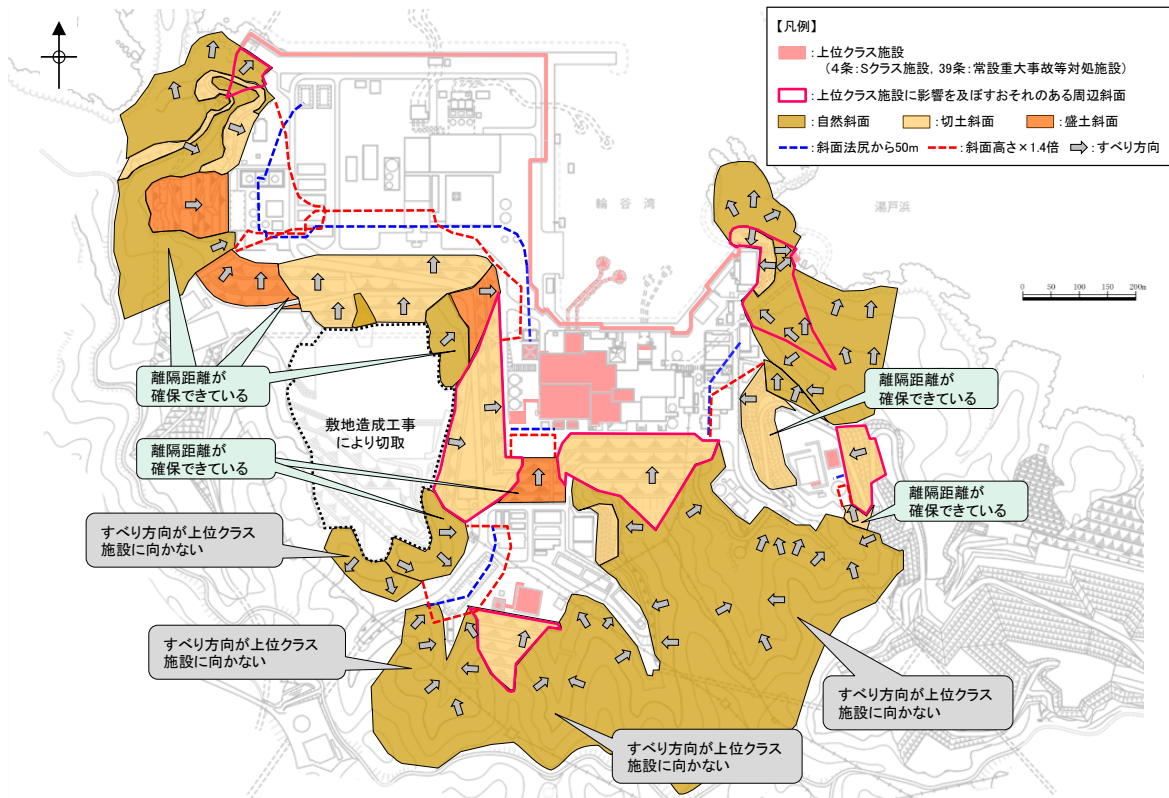 【凡例】
：上位クラス施設
（４条：Sクラス施設，39条：常設重大事故等対処施設）
：上位クラス施設に影響を及ぼすおそれのある周辺斜面
：自然斜面
：切土斜面
：盛土斜面
：斜面法尻から50m
：斜面高さ×1.4倍
：すべり方向
輪谷湾
湯戸浜
0 50 100 150 200m
離隔距離が
確保できている
敷地造成工事
により切取
離隔距離が
確保できている
離隔距離が
確保できている
離隔距離が
確保できている
すべり方向が上位クラス
施設に向かない
すべり方向が上位クラス
施設に向かない
すべり方向が上位クラス
施設に向かない
すべり方向が上位クラス
施設に向かない